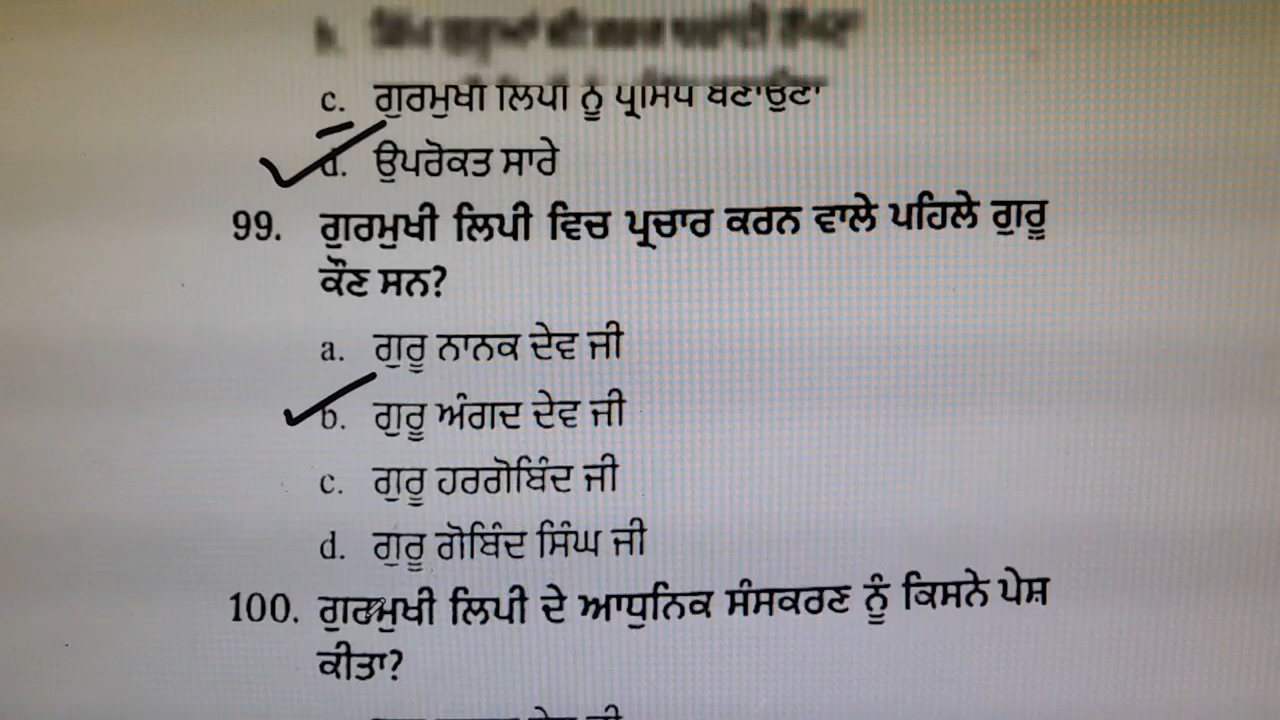 c. ਗੁਰਮੁਖੀ ਲਿਪੀ ਨੂੰ ਪ੍ਰਸਿੱਧ ਬਣਾਉਣਾ
d. ਉਪਰੋਕਤ ਸਾਰੇ
99. ਗੁਰਮੁਖੀ ਲਿਪੀ ਵਿਚ ਪ੍ਰਚਾਰ ਕਰਨ ਵਾਲੇ ਪਹਿਲੇ ਗੁਰੂ
ਕੌਣ ਸਨ?
a. ਗੁਰੂ ਨਾਨਕ ਦੇਵ ਜੀ
b. ਗੁਰੂ ਅੰਗਦ ਦੇਵ ਜੀ
c. ਗੁਰੂ ਹਰਗੋਬਿੰਦ ਜੀ
d. ਗੁਰੂ ਗੋਬਿੰਦ ਸਿੰਘ ਜੀ
100. ਗੁਰਮੁਖੀ ਲਿਪੀ ਦੇ ਆਧੁਨਿਕ ਸੰਸਕਰਣ ਨੂੰ ਕਿਸਨੇ ਪੇਸ਼
ਕੀਤਾ?